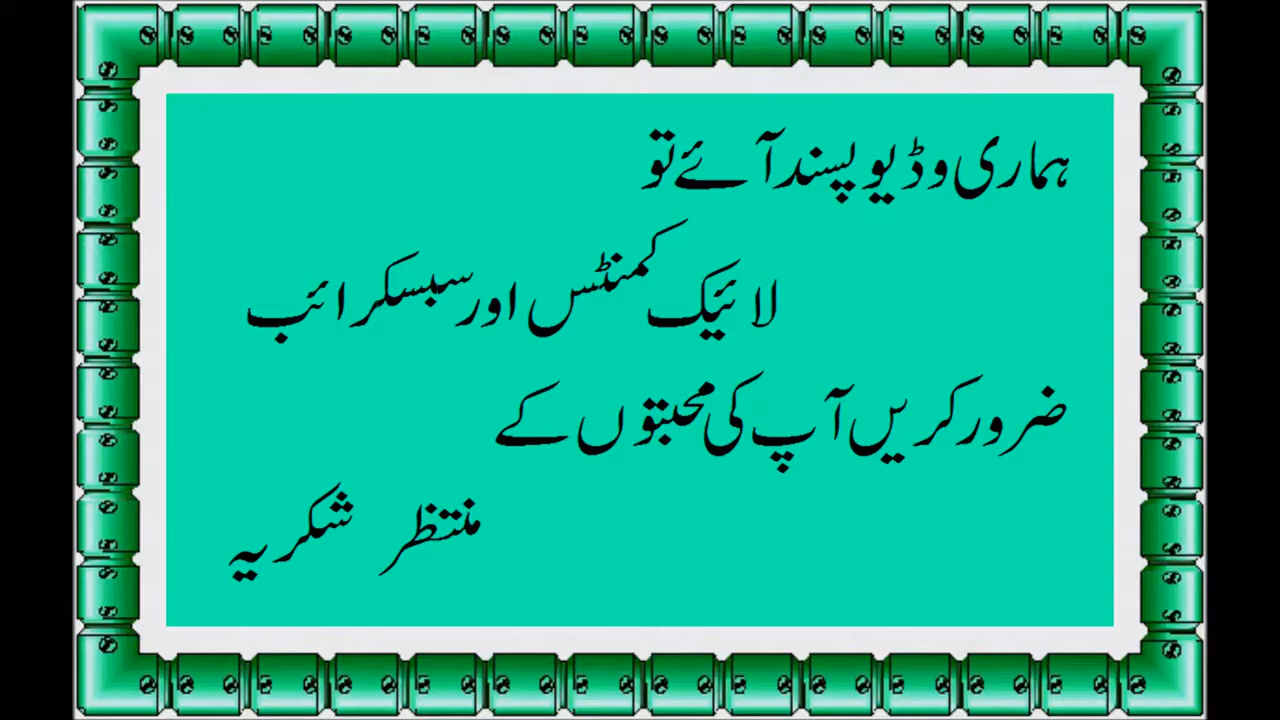 ہماری وڈیو پسند آئے تو
لائیک کمنٹس اور سبسکرائب
ضرور کریں آپ کی محبتوں کے
منتظر شکریہ